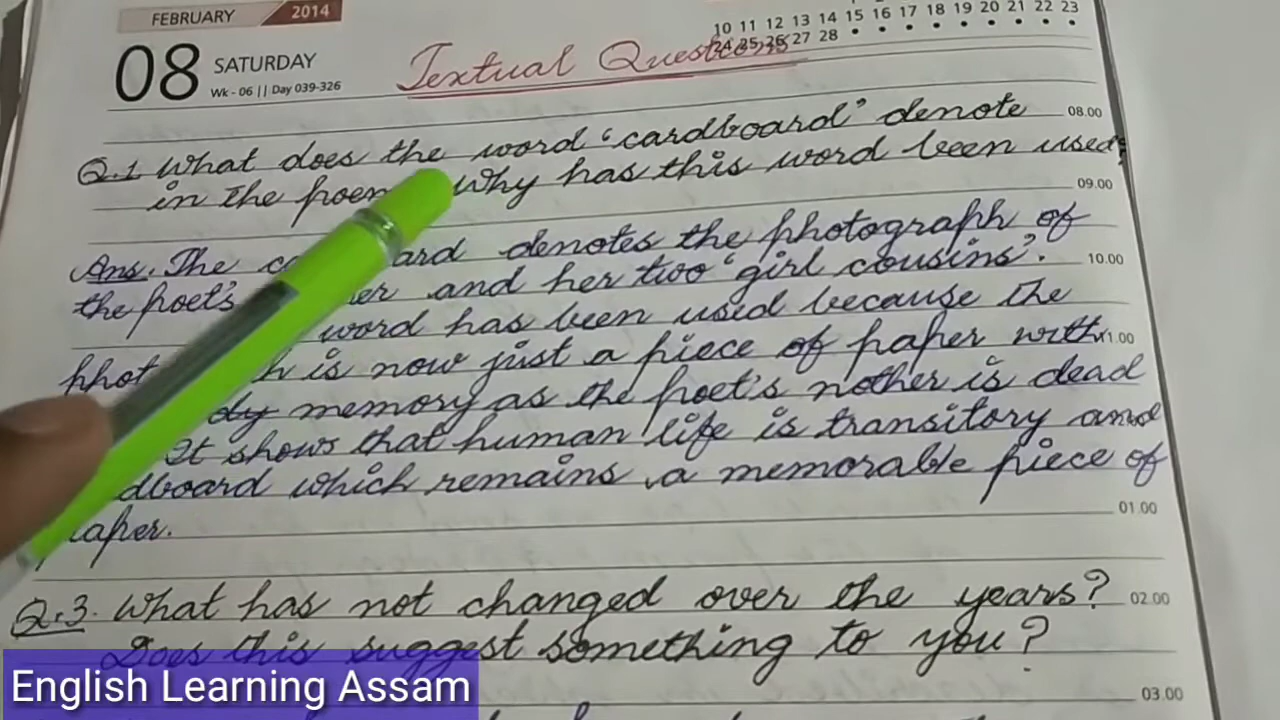 FEBRUARY 2014
10 11 12 13 14 15 16 17 18 19 20 21 22 23
24 25 26 27 28
08 SATURDAY
Wk - 06 || Day 039-326
Textual Questions
08.00
Q.1 What does the word 'cardboard' denote
in the poem Why has this word been used?
09.00
Ans. The ard denotes the photograph of
10.00
the poet's er and her two 'girl cousins'.
word has been used because the
11.00
phot h is now just a piece of paper with
dy memory as the poet's nother is dead
It shows that human life is transitory and
dboard which remains a memorable piece of
01.00
aper.
02.00
Q.3. What has not changed over the years?
Does this suggest something to you?
03.00
English Learning Assam